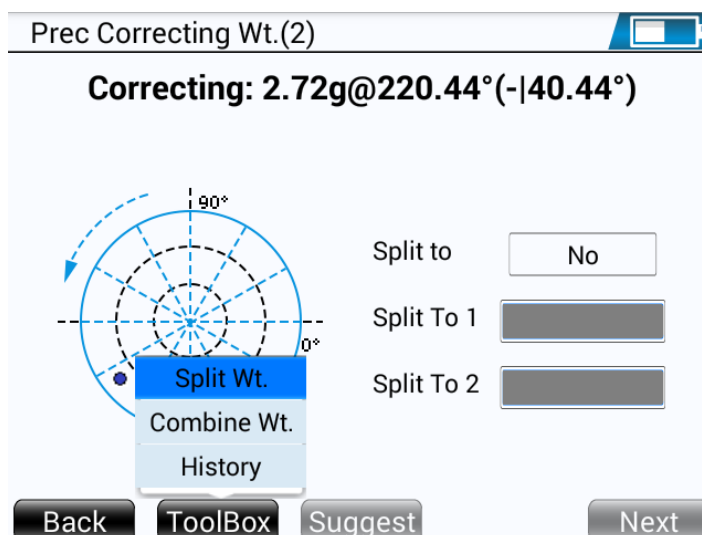 Prec Correcting Wt.(2)
Correcting: 2.72g@220.44°(-|40.44°)
90°
0°
Split to
No
Split To 1
Split To 2
Split Wt.
Combine Wt.
History
Back
ToolBox
Suggest
Next